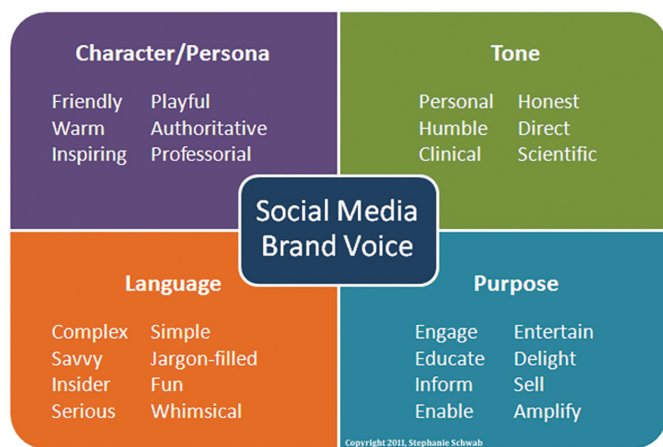 Character/Persona
Friendly Playful
Warm Authoritative
Inspiring Professorial
Tone
Personal Honest
Humble Direct
Clinical Scientific
Social Media
Brand Voice
Language
Complex Simple
Savvy Jargon-filled
Insider Fun
Serious Whimsical
Purpose
Engage Entertain
Educate Delight
Inform Sell
Enable Amplify
Copyright 2011, Stephanie Schwab